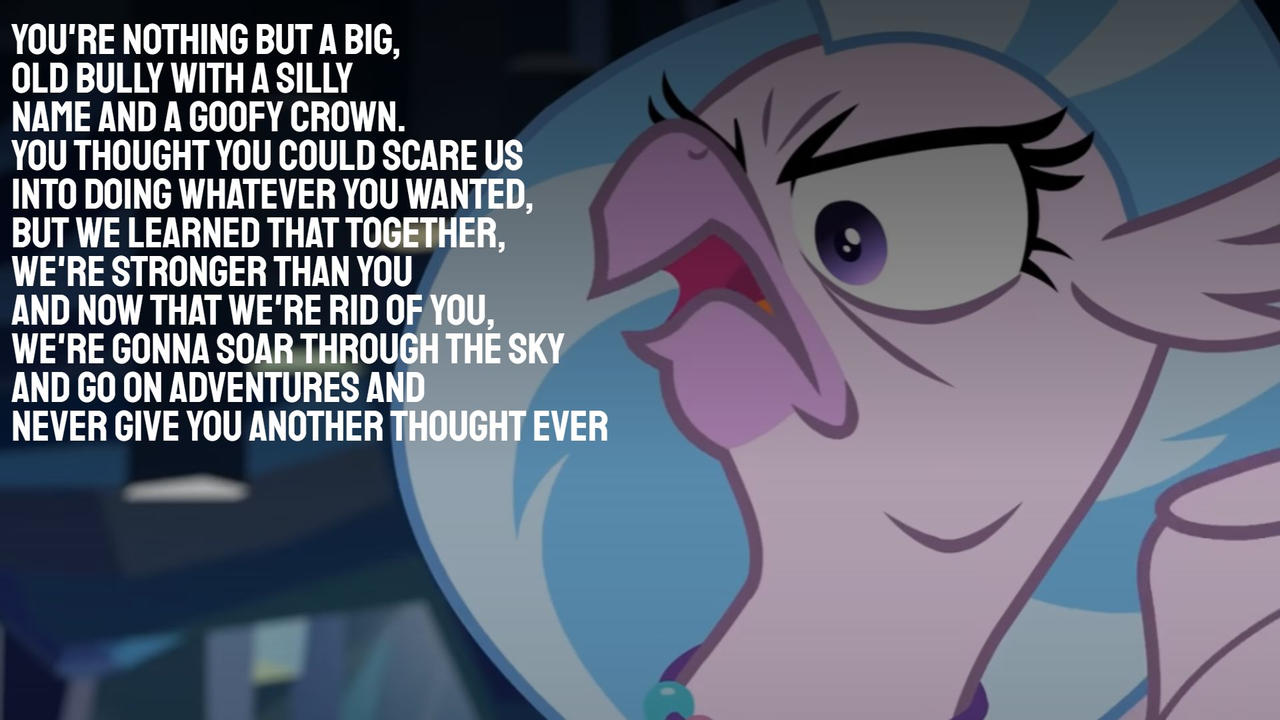 YOU'RE NOTHING BUT A BIG,
OLD BULLY WITH A SILLY
NAME AND A GOOFY CROWN.
YOU THOUGHT YOU COULD SCARE US
INTO DOING WHATEVER YOU WANTED,
BUT WE LEARNED THAT TOGETHER,
WE'RE STRONGER THAN YOU
AND NOW THAT WE'RE RID OF YOU,
WE'RE GONNA SOAR THROUGH THE SKY
AND GO ON ADVENTURES AND
NEVER GIVE YOU ANOTHER THOUGHT EVER